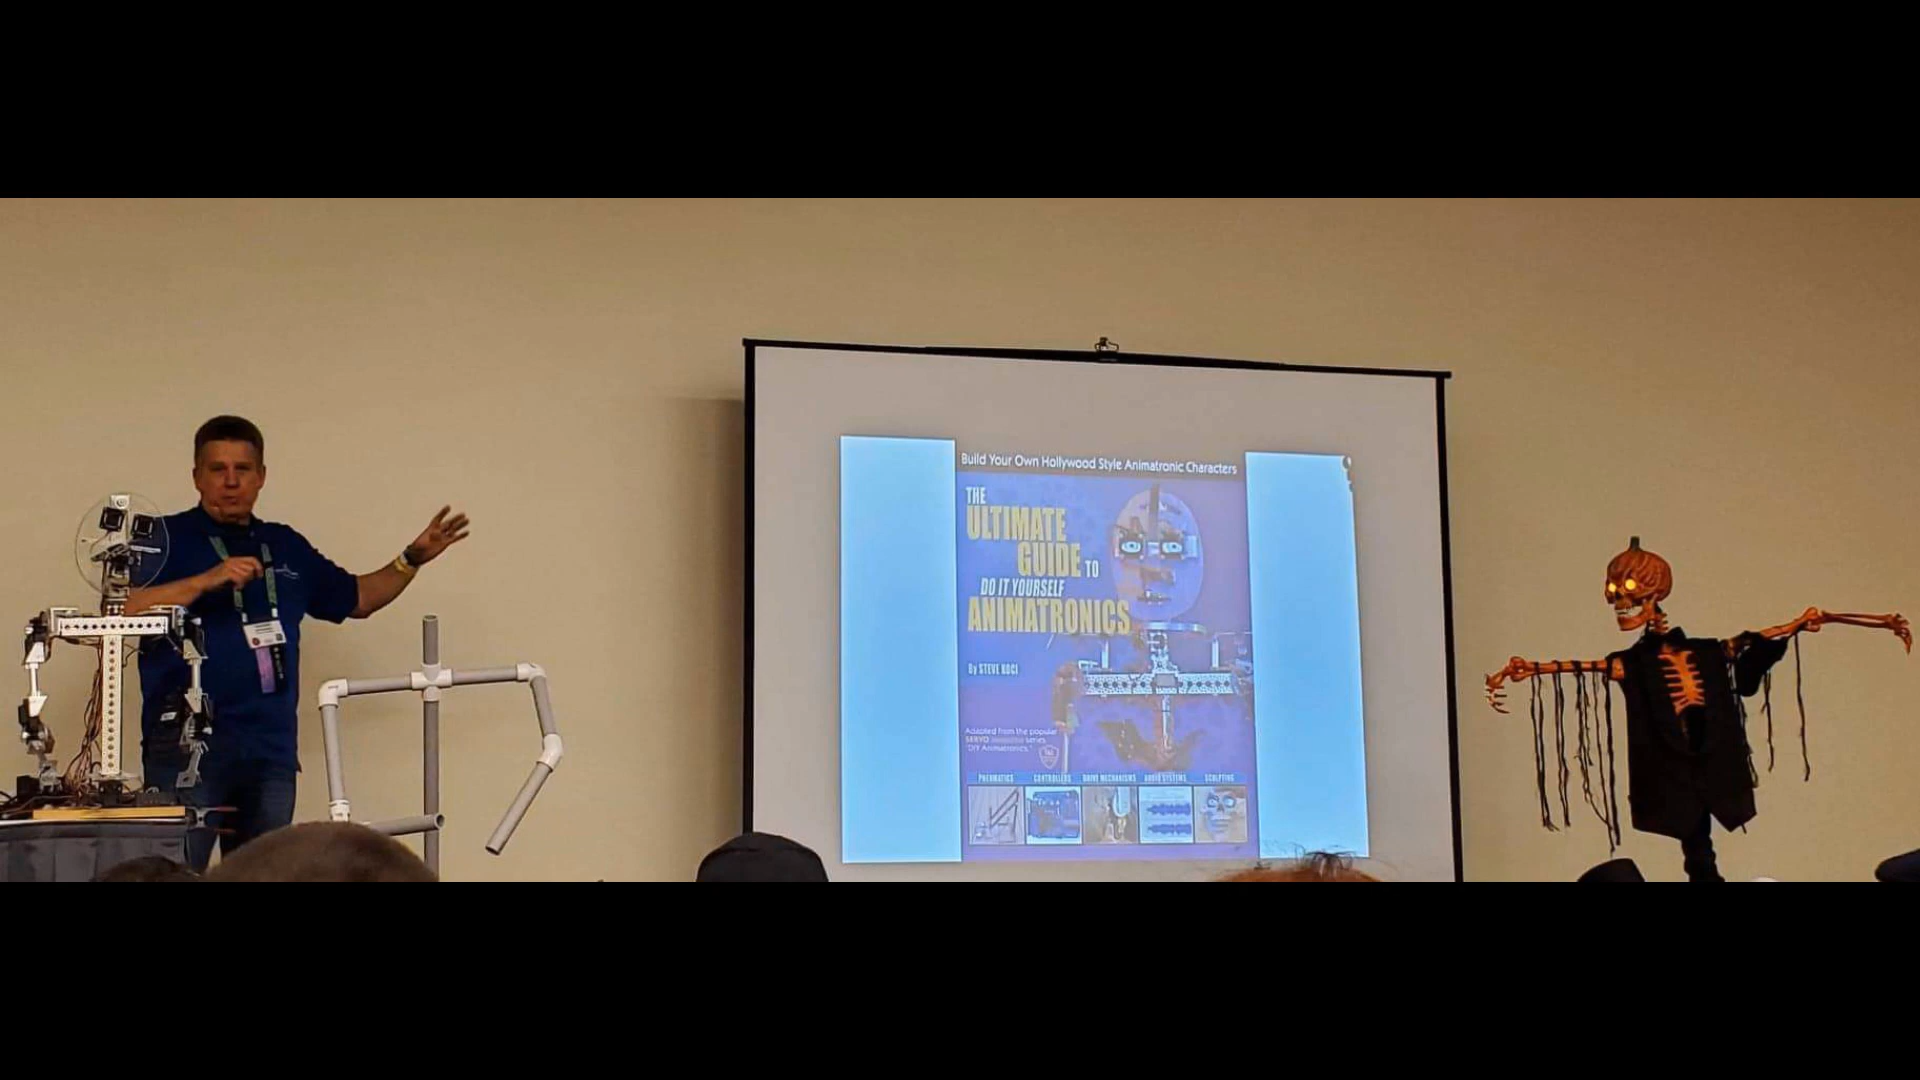 Build Your Own Hollywood Style Animatronic Characters
THE
ULTIMATE
GUIDE TO
DO IT YOURSELF
ANIMATRONICS
By STEVE KOCI
Adapted from the popular
SERVO magazine series
"DIY Animatronics."
PNEUMATICS CONTROLLERS DRIVE MECHANISMS AUDIO SYSTEMS SCULPTING